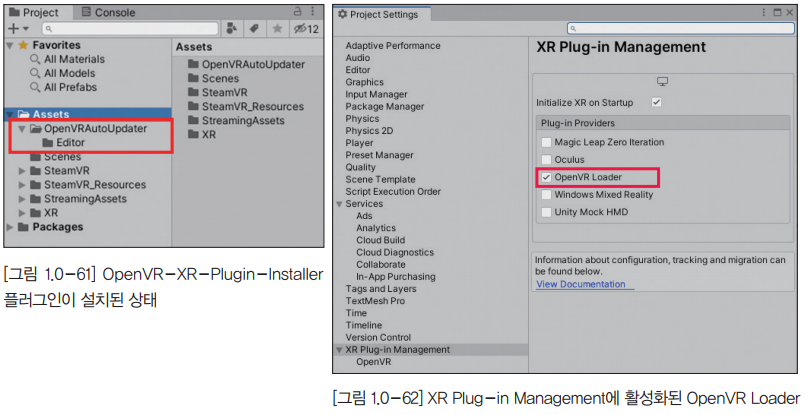 Project
Console
12
Favorites
All Materials
All Models
All Prefabs
Assets
OpenVRAutoUpdater
Editor
Scenes
SteamVR
SteamVR_Resources
StreamingAssets
XR
Packages
Assets
OpenVRAutoUpdater
Scenes
SteamVR
SteamVR_Resources
StreamingAssets
XR
[그림 1.0-61] OpenVR-XR-Plugin-Installer
플러그인이 설치된 상태
Project Settings
Adaptive Performance
Audio
Editor
Graphics
Input Manager
Package Manager
Physics
Physics 2D
Player
Preset Manager
Quality
Scene Template
Script Execution Order
Services
Ads
Analytics
Cloud Build
Cloud Diagnostics
Collaborate
In-App Purchasing
Tags and Layers
TextMesh Pro
Time
Timeline
Version Control
XR Plug-in Management
OpenVR
XR Plug-in Management
Initialize XR on Startup
Plug-in Providers
Magic Leap Zero Iteration
Oculus
OpenVR Loader
Windows Mixed Reality
Unity Mock HMD
Information about configuration, tracking and migration can
be found below.
View Documentation
[그림 1.0-62] XR Plug-in Management에 활성화된 OpenVR Loader